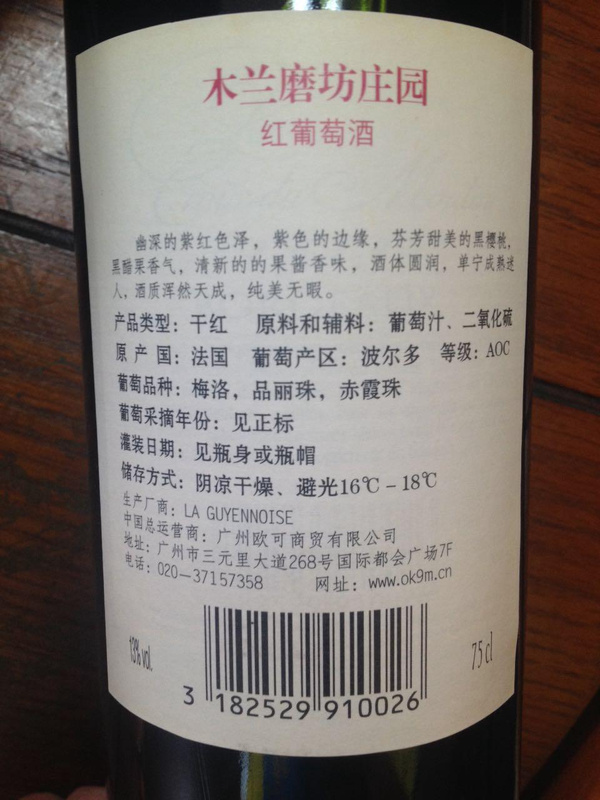 木兰磨坊庄园
红葡萄酒
幽深的紫红色泽，紫色的边缘，芬芳甜美的黑樱桃，
黑醋栗香气，清新的的果酱香味，酒体圆润，单宁成熟迷
人，酒质浑然天成，纯美无暇。
产品类型：干红 原料和辅料：葡萄汁、二氧化硫
原产国：法国 葡萄产区：波尔多 等级：AOC
葡萄品种：梅洛，品丽珠，赤霞珠
葡萄采摘年份：见正标
灌装日期：见瓶身或瓶帽
储存方式：阴凉干燥、避光16℃-18℃
生产厂商：LA GUYENNOISE
中国总运营商：广州欧可商贸有限公司
地址：广州市三元里大道268号国际都会广场7F
电话：020—37157358 网址：www.ok9m.cn
13% vol.
75 cl
3 182529 910026